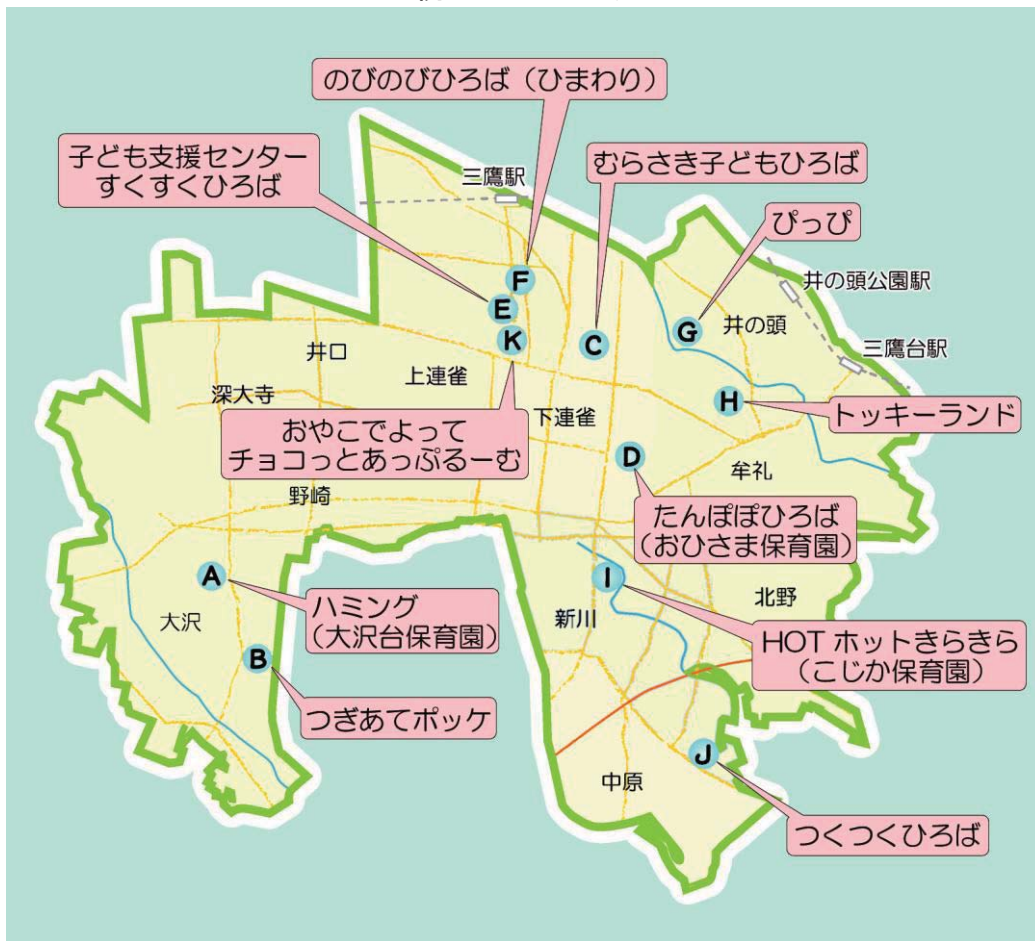 のびのびひろば（ひまわり）
子ども支援センター
すくすくひろば
むらさき子どもひろば
三鷹駅
ぴっぴ
井の頭公園駅
F
E
K
C
G
井の頭
三鷹台駅
井口
上連雀
深大寺
下連雀
H
トッキーランド
おやこでよって
チョコっとあっぷるーむ
D
牟礼
野崎
たんぽぽひろば
（おひさま保育園）
A
I
北野
大沢
新川
ハミング
（大沢台保育園）
HOT ホットきらきら
（こじか保育園）
B
つぎあてポッケ
J
中原
つくつくひろば